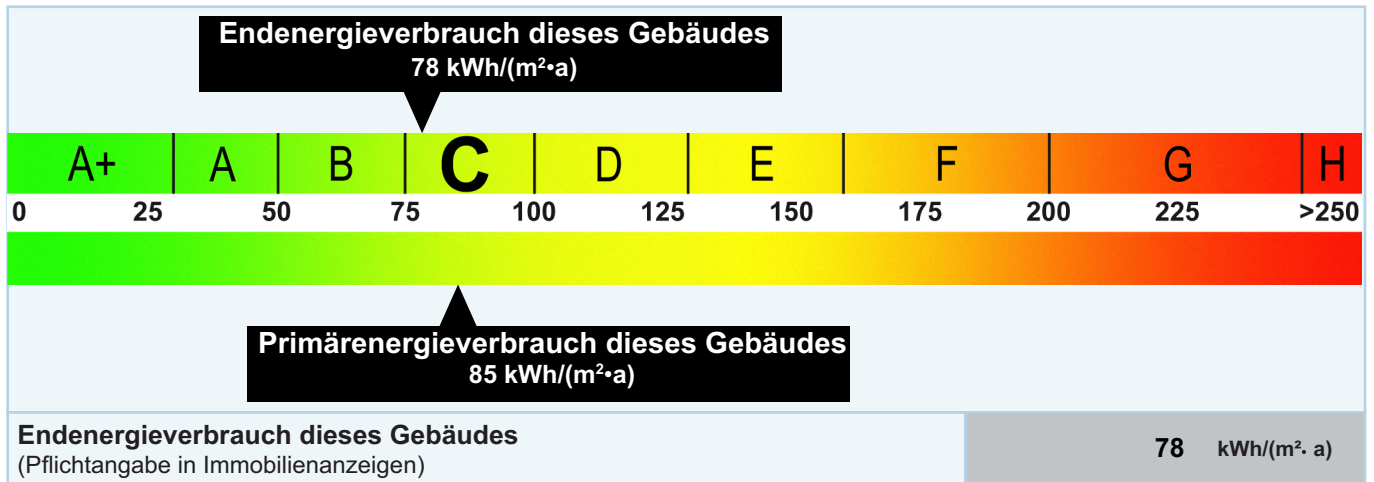 Endenergieverbrauch dieses Gebäudes
78 kWh/(m²•a)
A+ A B C D E F G H
0 25 50 75 100 125 150 175 200 225 >250
Primärenergieverbrauch dieses Gebäudes
85 kWh/(m²•a)
Endenergieverbrauch dieses Gebäudes
(Pflichtangabe in Immobilienanzeigen)
78 kWh/(m²· a)